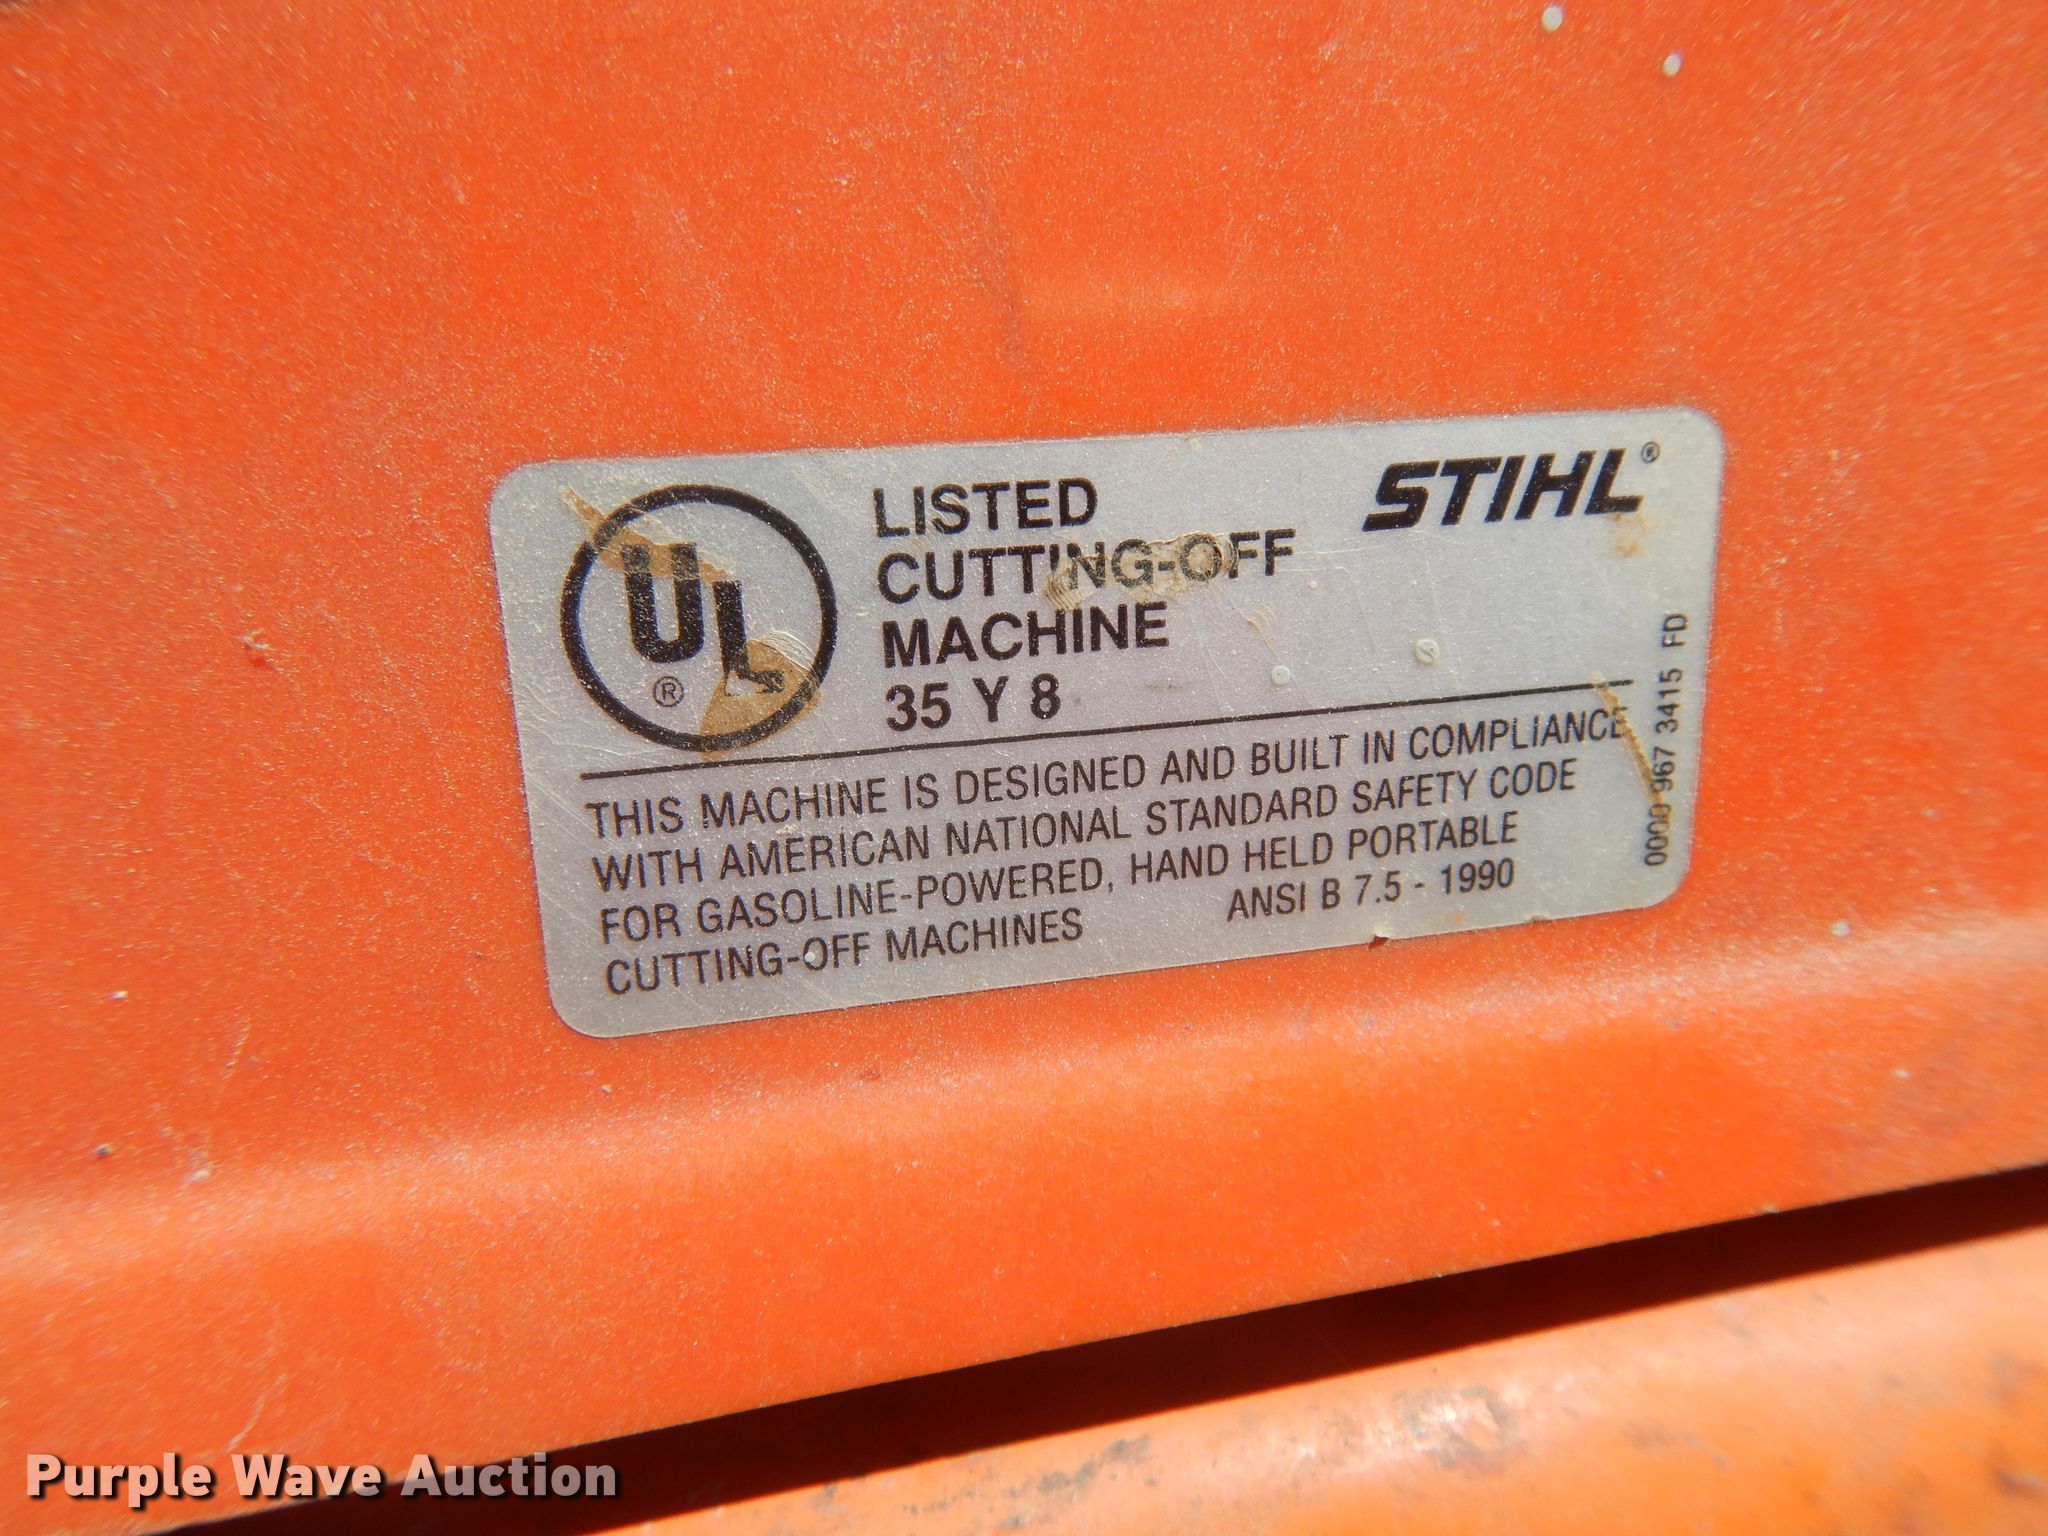 UL
®
LISTED
CUTTING-OFF
MACHINE
35 Y 8
STIHL®
THIS MACHINE IS DESIGNED AND BUILT IN COMPLIANCE
WITH AMERICAN NATIONAL STANDARD SAFETY CODE
FOR GASOLINE-POWERED, HAND HELD PORTABLE
CUTTING-OFF MACHINES ANSI B 7.5 - 1990
0000 967 3415 FD
Purple Wave Auction